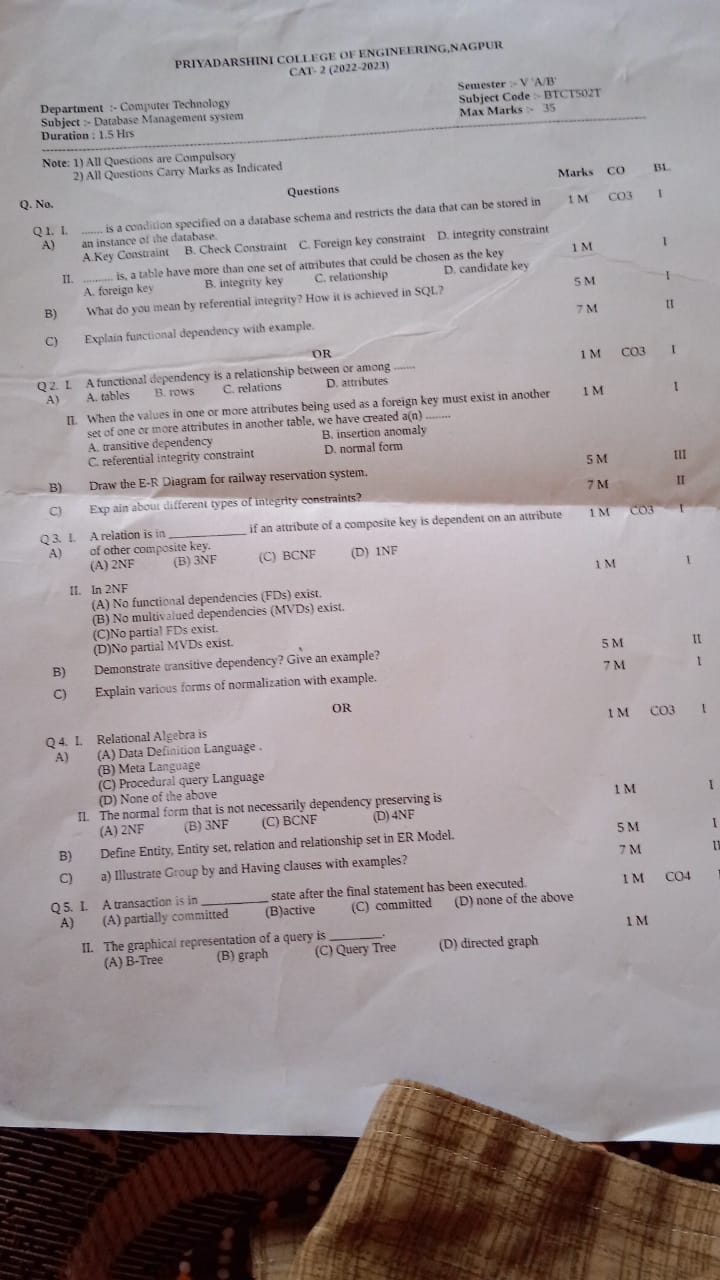 PRIYADARSHINI COLLEGE OF ENGINEERING,NAGPUR
CAT- 2 (2022-2023)
Department :- Computer Technology
Semester :- V 'A/B'
Subject :- Database Management system
Subject Code :- BTCT502T
Duration : 1.5 Hrs
Max Marks :- 35
Note: 1) All Questions are Compulsory
2) All Questions Carry Marks as Indicated
Q. No. Questions Marks CO BL
Q 1. I. ....... is a condition specified on a database schema and restricts the data that can be stored in 1 M CO3 I
A) an instance of the database.
A.Key Constraint B. Check Constraint C. Foreign key constraint D. integrity constraint
II. .......... is, a table have more than one set of attributes that could be chosen as the key 1 M I
A. foreign key B. integrity key C. relationship D. candidate key
B) What do you mean by referential integrity? How it is achieved in SQL? 5 M I
C) Explain functional dependency with example. 7 M II
OR
Q 2. I. A functional dependency is a relationship between or among ....... 1 M CO3 I
A) A. tables B. rows C. relations D. attributes
II. When the values in one or more attributes being used as a foreign key must exist in another 1 M I
set of one or more attributes in another table, we have created a(n) ........
A. transitive dependency B. insertion anomaly
C. referential integrity constraint D. normal form
B) Draw the E-R Diagram for railway reservation system. 5 M III
C) Exp ain about different types of integrity constraints? 7 M II
Q 3. I. A relation is in ____________ if an attribute of a composite key is dependent on an attribute 1 M CO3 I
A) of other composite key.
(A) 2NF (B) 3NF (C) BCNF (D) 1NF
II. In 2NF 1 M I
(A) No functional dependencies (FDs) exist.
(B) No multivalued dependencies (MVDs) exist.
(C)No partial FDs exist.
(D)No partial MVDs exist.
B) Demonstrate transitive dependency? Give an example? 5 M II
C) Explain various forms of normalization with example. 7 M I
OR
Q 4. I. Relational Algebra is 1 M CO3 I
A) (A) Data Definition Language .
(B) Meta Language
(C) Procedural query Language
(D) None of the above
II. The normal form that is not necessarily dependency preserving is 1 M I
(A) 2NF (B) 3NF (C) BCNF (D) 4NF
B) Define Entity, Entity set, relation and relationship set in ER Model. 5 M I
C) a) Illustrate Group by and Having clauses with examples? 7 M II
Q 5. I. A transaction is in __________ state after the final statement has been executed. 1 M CO4
A) (A) partially committed (B)active (C) committed (D) none of the above
II. The graphical representation of a query is ________. 1 M
(A) B-Tree (B) graph (C) Query Tree (D) directed graph